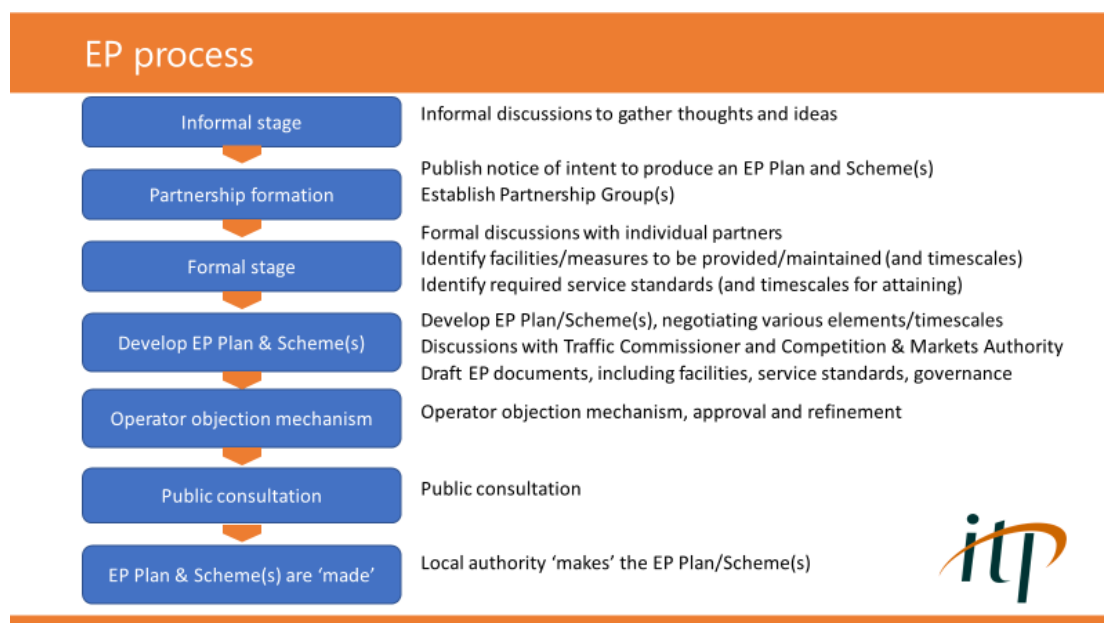 EP process
Informal stage
Informal discussions to gather thoughts and ideas
Partnership formation
Publish notice of intent to produce an EP Plan and Scheme(s)
Establish Partnership Group(s)
Formal stage
Formal discussions with individual partners
Identify facilities/measures to be provided/maintained (and timescales)
Identify required service standards (and timescales for attaining)
Develop EP Plan & Scheme(s)
Develop EP Plan/Scheme(s), negotiating various elements/timescales
Discussions with Traffic Commissioner and Competition & Markets Authority
Draft EP documents, including facilities, service standards, governance
Operator objection mechanism
Operator objection mechanism, approval and refinement
Public consultation
Public consultation
EP Plan & Scheme(s) are ‘made’
Local authority ‘makes’ the EP Plan/Scheme(s)
itp